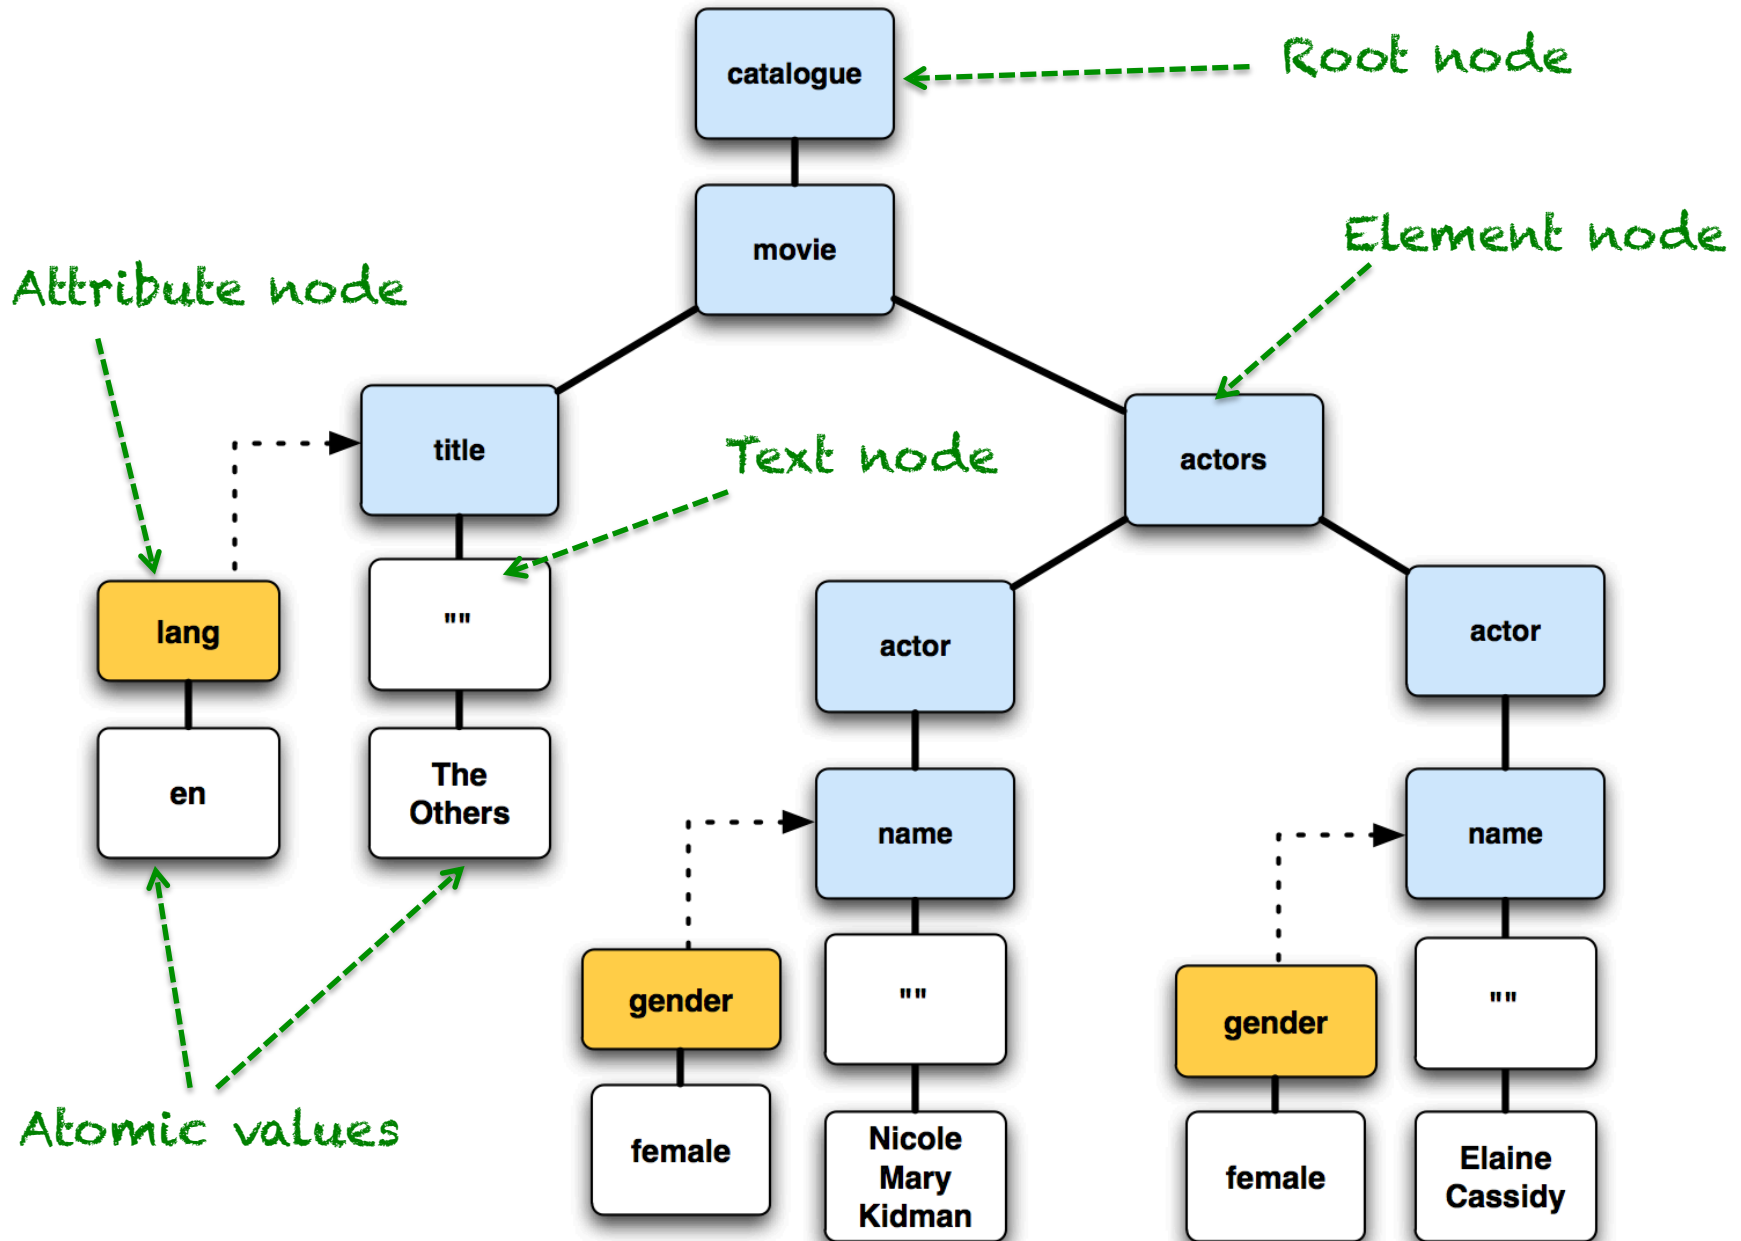 catalogue
Root node
movie
Element node
Attribute node
title
Text node
actors
lang
""
actor
actor
en
The
Others
name
name
gender
""
gender
""
Atomic values
female
Nicole
Mary
Kidman
female
Elaine
Cassidy